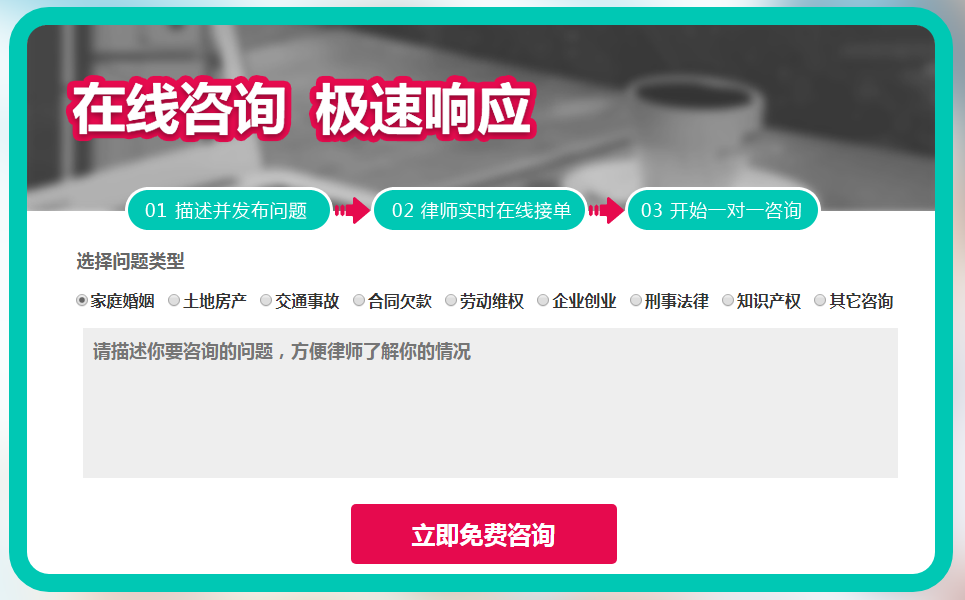 在线咨询 极速响应
01 描述并发布问题 02 律师实时在线接单 03 开始一对一咨询
选择问题类型
家庭婚姻 土地房产 交通事故 合同欠款 劳动维权 企业创业 刑事法律 知识产权 其它咨询
请描述你要咨询的问题，方便律师了解你的情况
立即免费咨询